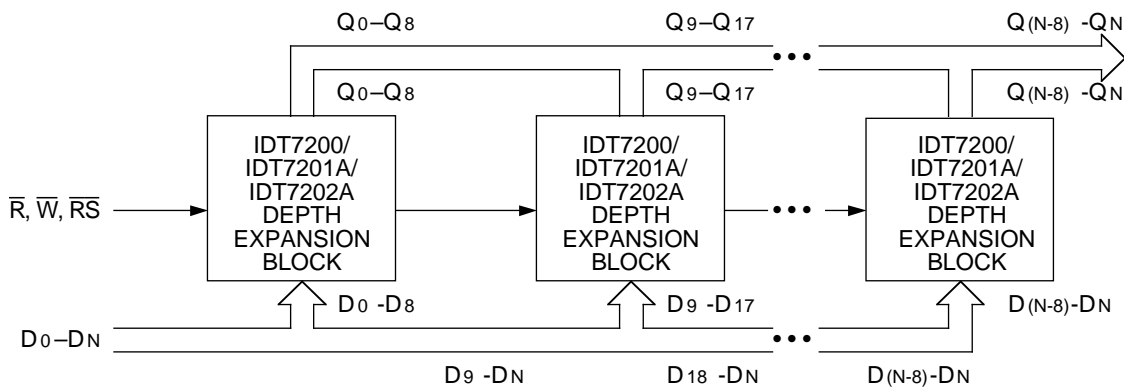 Q0–Q8 Q9–Q17 Q(N-8) -QN
•••
Q0–Q8 Q9–Q17 Q(N-8) -QN
IDT7200/
IDT7201A/
IDT7202A
DEPTH
EXPANSION
BLOCK
IDT7200/
IDT7201A/
IDT7202A
DEPTH
EXPANSION
BLOCK
IDT7200/
IDT7201A/
IDT7202A
DEPTH
EXPANSION
BLOCK
R̅, W̅, R̅S̅
•••
D0 -D8 D9 -D17 D(N-8)-DN
D0–DN
•••
D9 -DN D18 -DN D(N-8)-DN